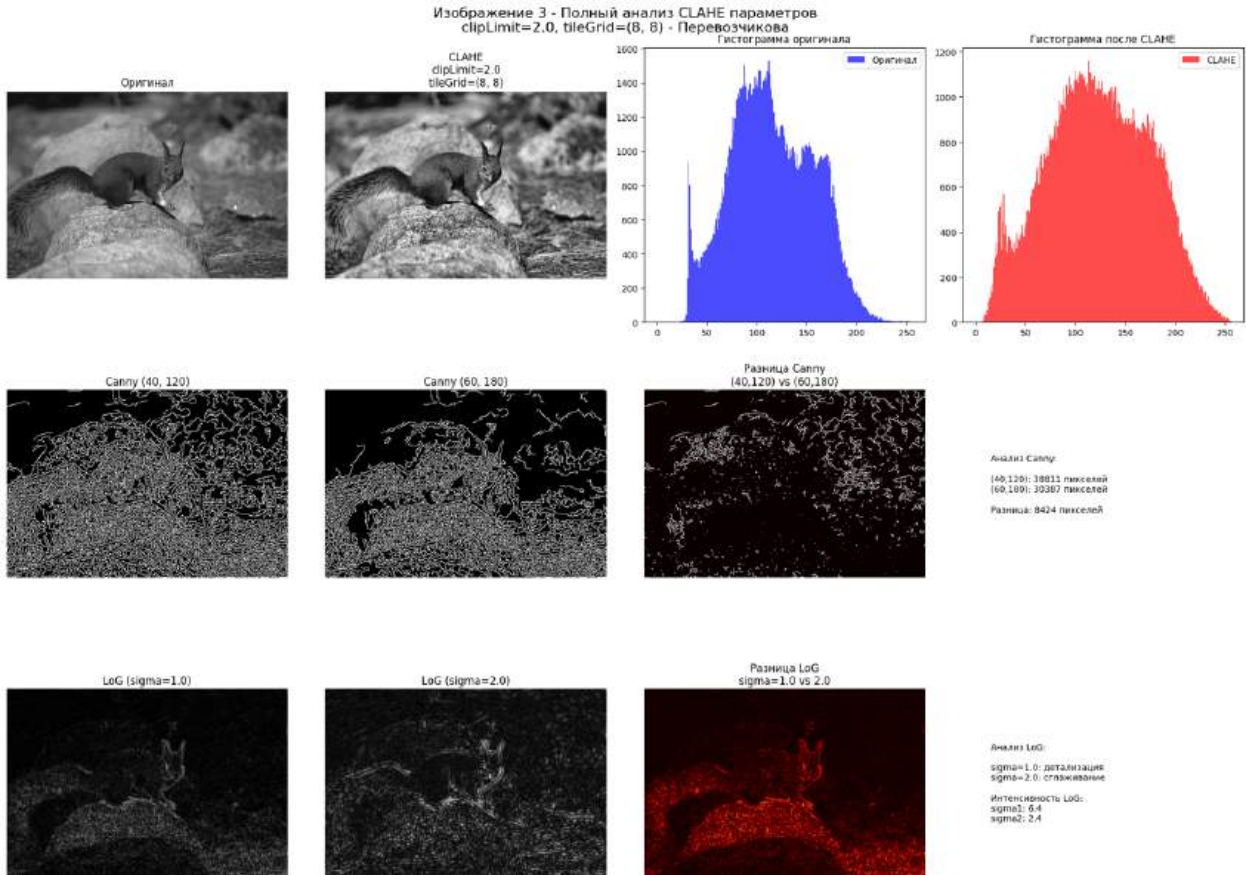 Изображение 3 - Полный анализ CLAHE параметров
clipLimit=2.0, tileGrid=(8, 8) - Перевозчикова
Оригинал
CLAHE
clipLimit=2.0
tileGrid=(8, 8)
Гистограмма оригинала
Оригинал
1600
1400
1200
1000
800
600
400
200
0
0 50 100 150 200 250
Гистограмма после CLAHE
CLAHE
1200
1000
800
600
400
200
0
0 50 100 150 200 250
Canny (40, 120)
Canny (60, 180)
Разница Canny
(40,120) vs (60,180)
Анализ Canny:
(40,120): 38811 пикселей
(60,180): 30387 пикселей
Разница: 8424 пикселей
LoG (sigma=1.0)
LoG (sigma=2.0)
Разница LoG
sigma=1.0 vs 2.0
Анализ LoG:
sigma=1.0: детализация
sigma=2.0: сглаживание
Интенсивность LoG:
sigma1: 6.4
sigma2: 2.4